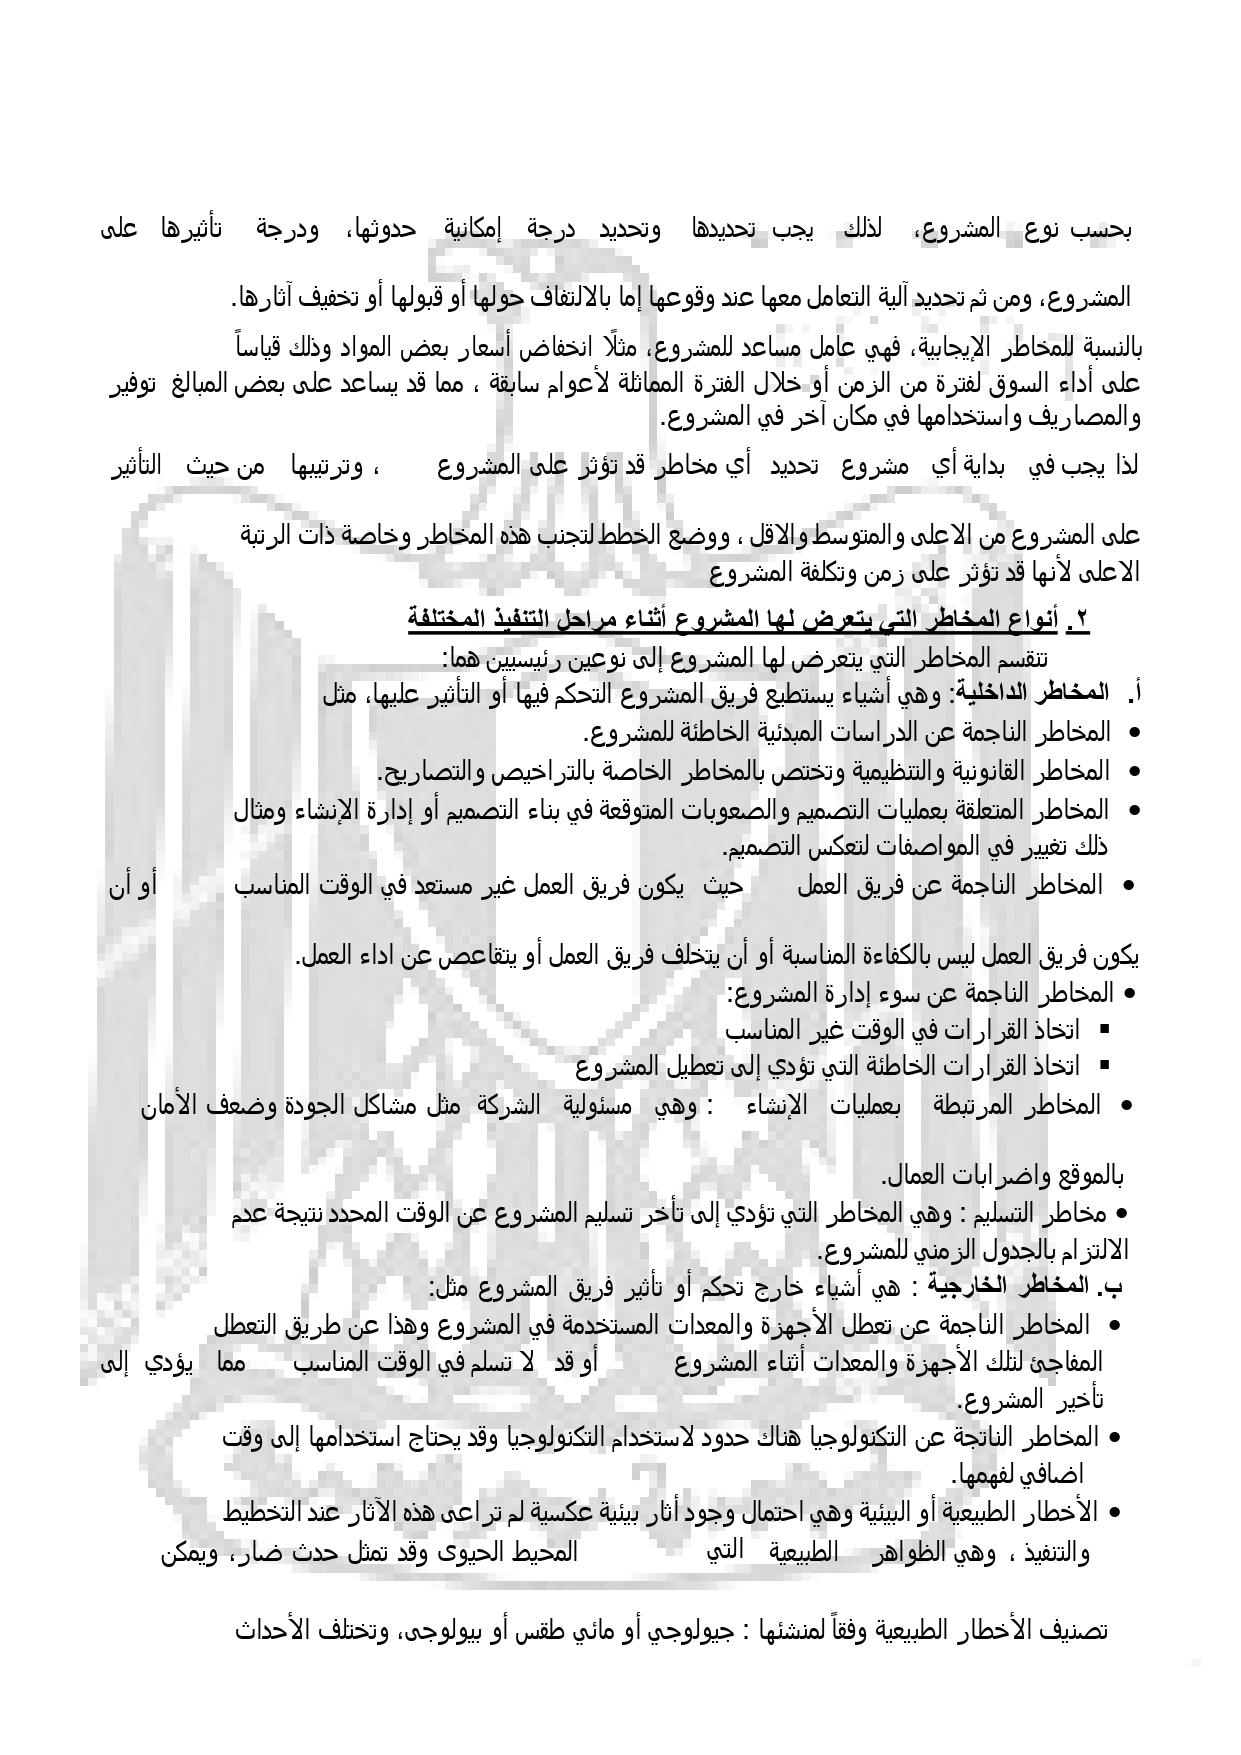 بحسب نوع المشروع، لذلك يجب تحديدها وتحديد درجة إمكانية حدوثها، ودرجة تأثيرها على
المشروع، ومن ثم تحديد آلية التعامل معها عند وقوعها إما بالالتفاف حولها أو قبولها أو تخفيف آثارها.
بالنسبة للمخاطر الإيجابية، فهي عامل مساعد للمشروع، مثلًا انخفاض أسعار بعض المواد وذلك قياساً
على أداء السوق لفترة من الزمن أو خلال الفترة المماثلة لأعوام سابقة ، مما قد يساعد على بعض المبالغ توفير
والمصاريف واستخدامها في مكان آخر في المشروع.
لذا يجب في بداية أي مشروع تحديد أي مخاطر قد تؤثر على المشروع ، وترتيبها من حيث التأثير
على المشروع من الاعلى والمتوسط والاقل ، ووضع الخطط لتجنب هذه المخاطر وخاصة ذات الرتبة
الاعلى لأنها قد تؤثر على زمن وتكلفة المشروع
٢. أنواع المخاطر التي يتعرض لها المشروع أثناء مراحل التنفيذ المختلفة
تنقسم المخاطر التي يتعرض لها المشروع إلى نوعين رئيسيين هما:
أ. المخاطر الداخلية: وهي أشياء يستطيع فريق المشروع التحكم فيها أو التأثير عليها، مثل
• المخاطر الناجمة عن الدراسات المبدئية الخاطئة للمشروع.
• المخاطر القانونية والتنظيمية وتختص بالمخاطر الخاصة بالتراخيص والتصاريح.
• المخاطر المتعلقة بعمليات التصميم والصعوبات المتوقعة في بناء التصميم أو إدارة الإنشاء ومثال
ذلك تغيير في المواصفات لتعكس التصميم.
• المخاطر الناجمة عن فريق العمل حيث يكون فريق العمل غير مستعد في الوقت المناسب أو أن
يكون فريق العمل ليس بالكفاءة المناسبة أو أن يتخلف فريق العمل أو يتقاعص عن اداء العمل.
• المخاطر الناجمة عن سوء إدارة المشروع:
▪ اتخاذ القرارات في الوقت غير المناسب
▪ اتخاذ القرارات الخاطئة التي تؤدي إلى تعطيل المشروع
• المخاطر المرتبطة بعمليات الإنشاء : وهي مسئولية الشركة مثل مشاكل الجودة وضعف الأمان
بالموقع واضرابات العمال.
• مخاطر التسليم : وهي المخاطر التي تؤدي إلى تأخر تسليم المشروع عن الوقت المحدد نتيجة عدم
الالتزام بالجدول الزمني للمشروع.
ب. المخاطر الخارجية : هي أشياء خارج تحكم أو تأثير فريق المشروع مثل:
• المخاطر الناجمة عن تعطل الأجهزة والمعدات المستخدمة في المشروع وهذا عن طريق التعطل
المفاجئ لتلك الأجهزة والمعدات أثناء المشروع أو قد لا تسلم في الوقت المناسب مما يؤدي إلى
تأخير المشروع.
• المخاطر الناتجة عن التكنولوجيا هناك حدود لاستخدام التكنولوجيا وقد يحتاج استخدامها إلى وقت
اضافي لفهمها.
• الأخطار الطبيعية أو البيئية وهي احتمال وجود أثار بيئية عكسية لم تراعى هذه الآثار عند التخطيط
والتنفيذ ، وهي الظواهر الطبيعية التي المحيط الحيوى وقد تمثل حدث ضار، ويمكن
تصنيف الأخطار الطبيعية وفقاً لمنشئها : جيولوجي أو مائي طقس أو بيولوجى، وتختلف الأحداث